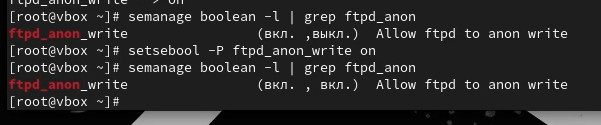 ftpd_anon_write --> on
[root@vbox ~]# semanage boolean -l | grep ftpd_anon
ftpd_anon_write                (вкл. ,выкл.)  Allow ftpd to anon write
[root@vbox ~]# setsebool -P ftpd_anon_write on
[root@vbox ~]# semanage boolean -l | grep ftpd_anon
ftpd_anon_write                (вкл. , вкл.)  Allow ftpd to anon write
[root@vbox ~]#